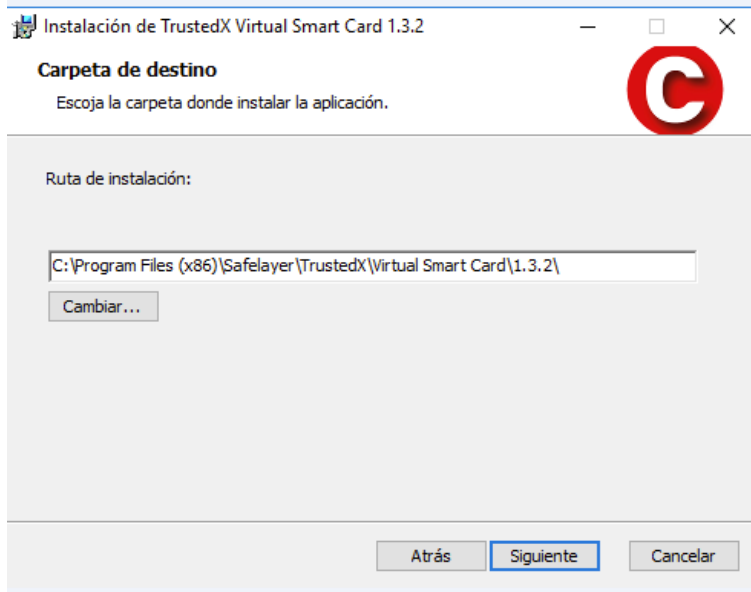 Instalación de TrustedX Virtual Smart Card 1.3.2
Carpeta de destino
Escoja la carpeta donde instalar la aplicación.
C
Ruta de instalación:
C:\Program Files (x86)\Safelayer\TrustedX\Virtual Smart Card\1.3.2\
Cambiar...
Atrás Siguiente Cancelar